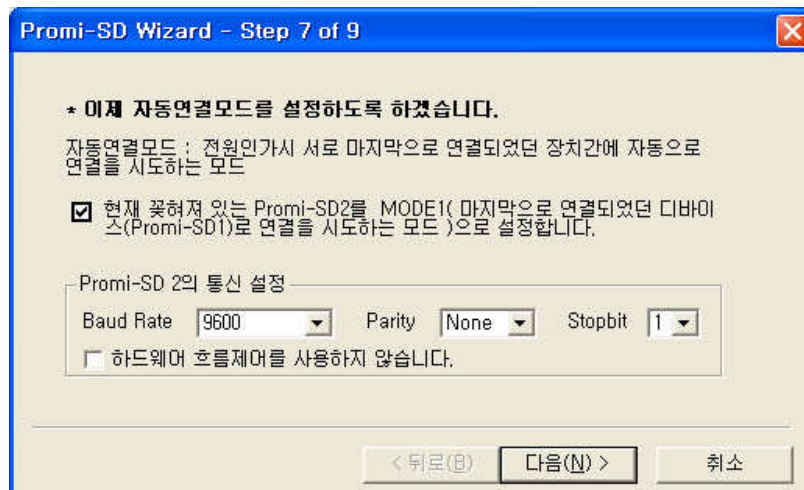 Promi-SD Wizard - Step 7 of 9
* 이제 자동연결모드를 설정하도록 하겠습니다.
자동연결모드 : 전원인가시 서로 마지막으로 연결되었던 장치간에 자동으로
연결을 시도하는 모드
현재 꽂혀져 있는 Promi-SD2를 MODE1( 마지막으로 연결되었던 디바이
스(Promi-SD1)로 연결을 시도하는 모드 )으로 설정합니다.
Promi-SD 2의 통신 설정
Baud Rate 9600 Parity None Stopbit 1
하드웨어 흐름제어를 사용하지 않습니다.
< 뒤로(B) 다음(N) > 취소